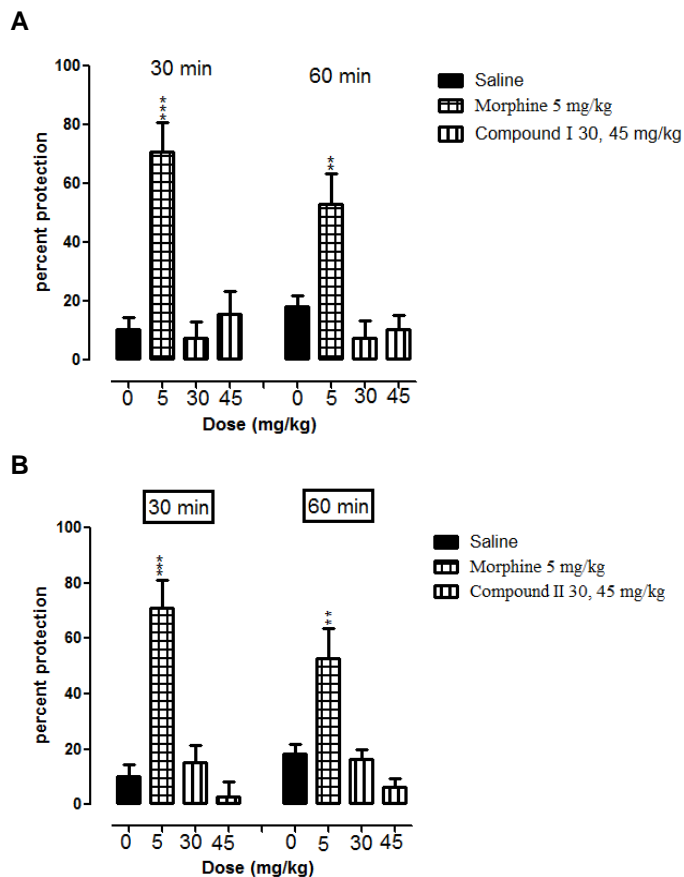 A
30 min
60 min
100
80
60
40
20
0
percent protection
***
**
Saline
Morphine 5 mg/kg
Compound I 30, 45 mg/kg
0 5 30 45 0 5 30 45
Dose (mg/kg)
B
30 min
60 min
100
80
60
40
20
0
percent protection
***
**
Saline
Morphine 5 mg/kg
Compound II 30, 45 mg/kg
0 5 30 45 0 5 30 45
Dose (mg/kg)